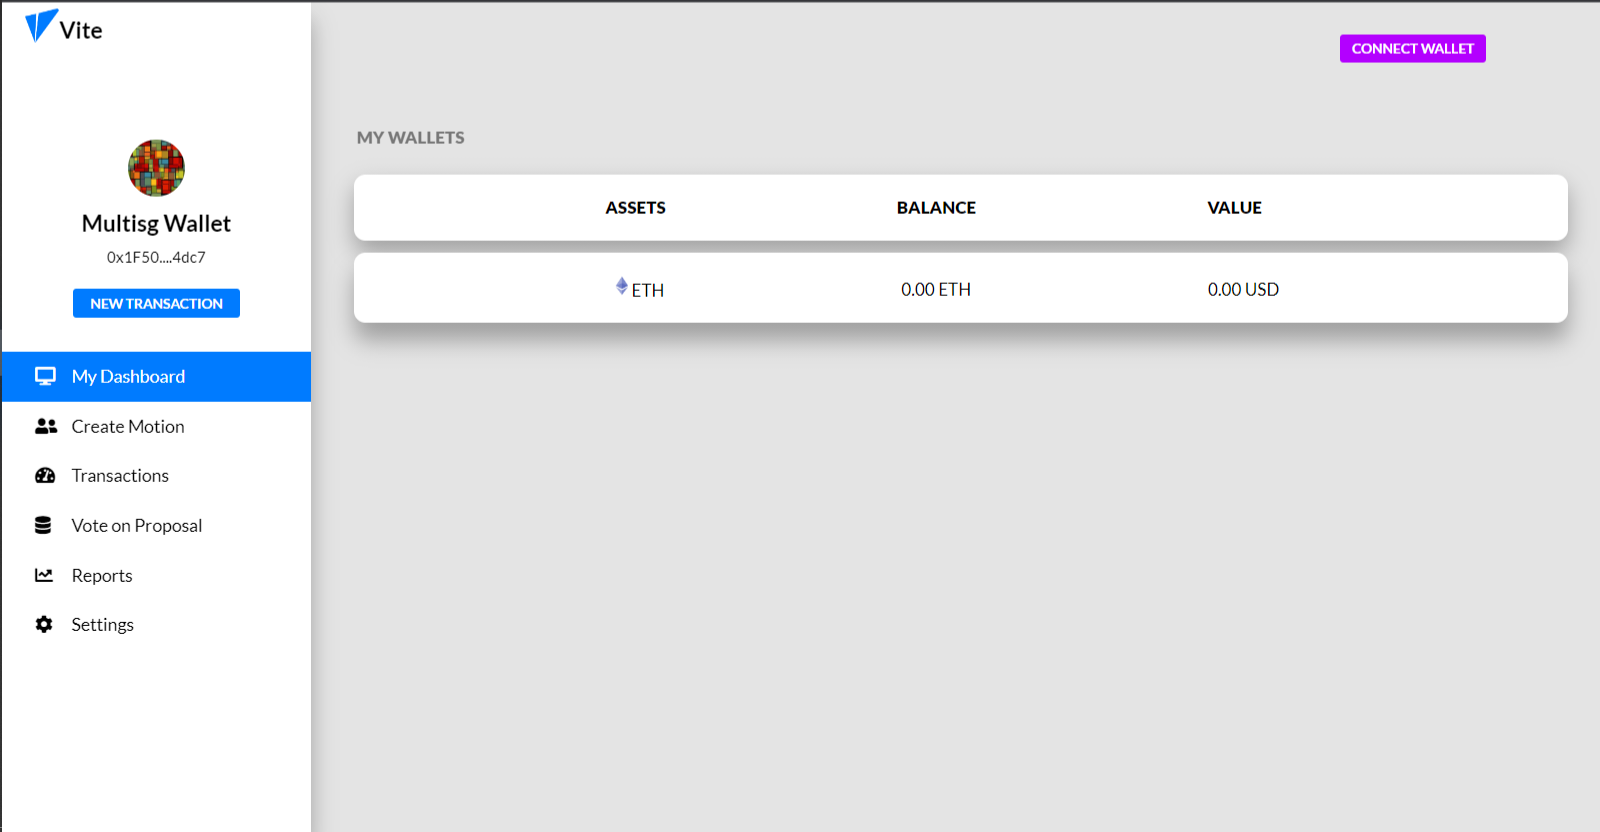 Vite
CONNECT WALLET
Multisg Wallet
0x1F50....4dc7
NEW TRANSACTION
My Dashboard
Create Motion
Transactions
Vote on Proposal
Reports
Settings
MY WALLETS
ASSETS BALANCE VALUE
ETH 0.00 ETH 0.00 USD